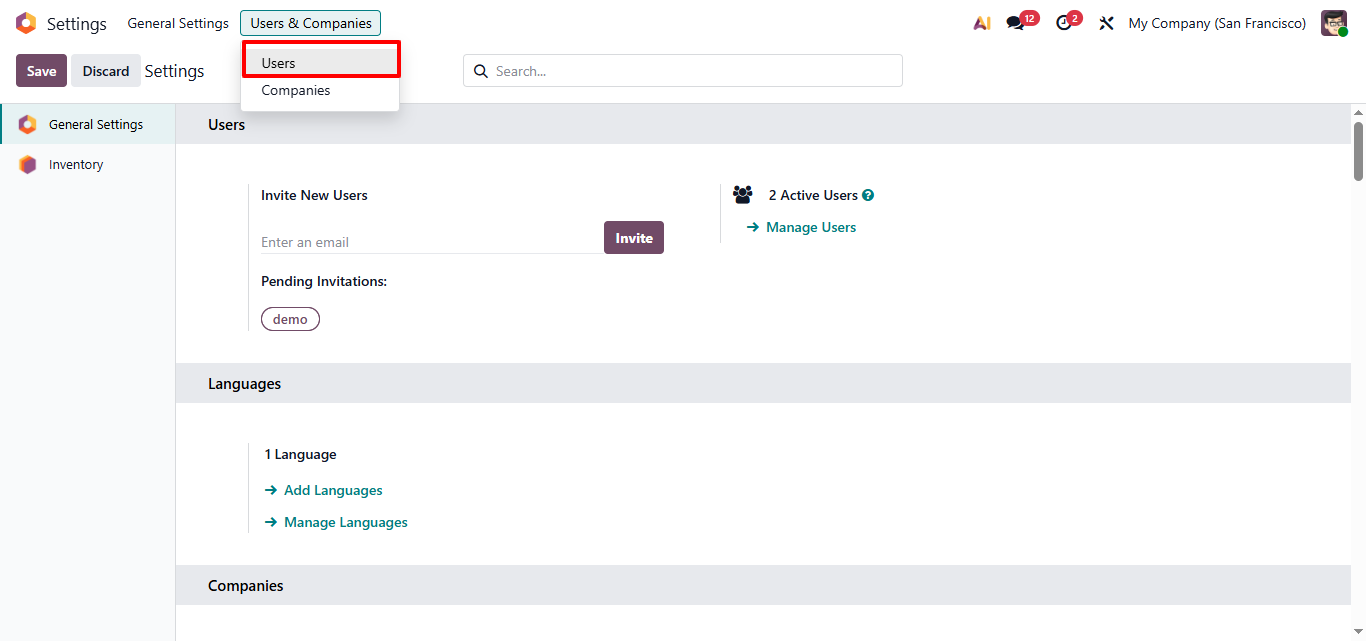 Settings General Settings Users & Companies AI 12 2 My Company (San Francisco)
Save Discard Settings Users Search...
Companies
General Settings Users
Inventory
Invite New Users 2 Active Users ?
Enter an email Invite Manage Users
Pending Invitations:
demo
Languages
1 Language
Add Languages
Manage Languages
Companies